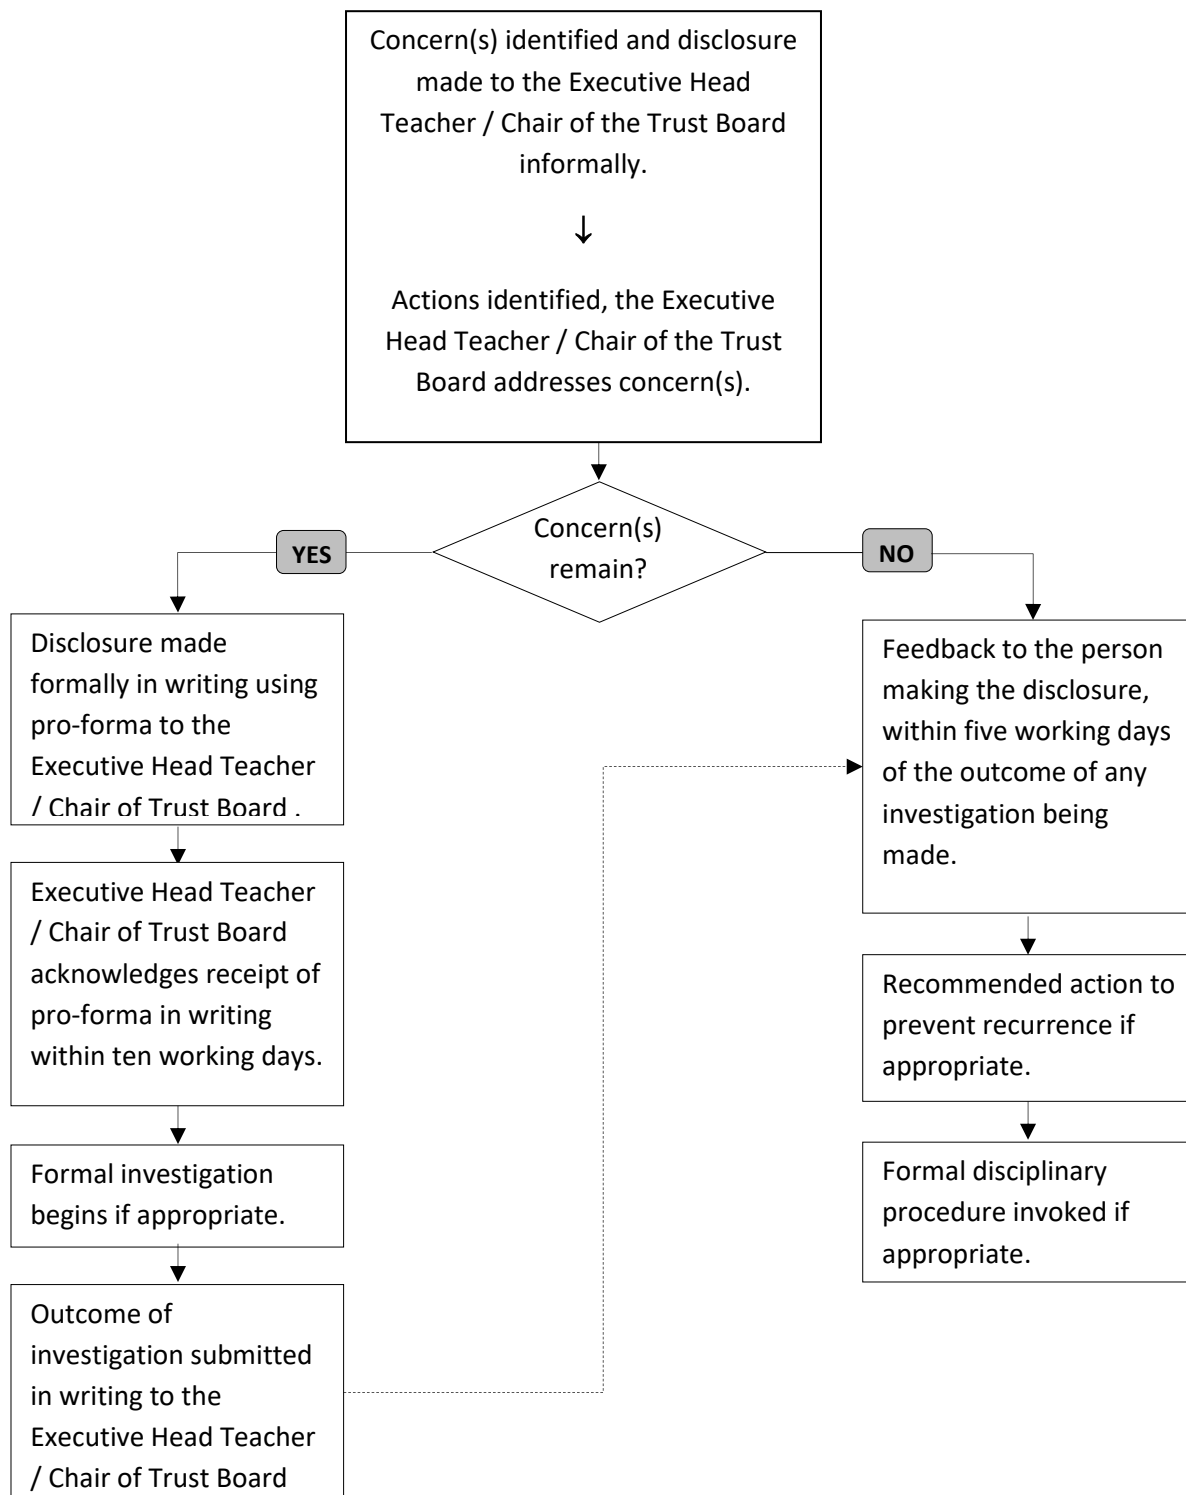 Concern(s) identified and disclosure
made to the Executive Head
Teacher / Chair of the Trust Board
informally.
↓
Actions identified, the Executive
Head Teacher / Chair of the Trust
Board addresses concern(s).
Concern(s)
remain?
YES
NO
Disclosure made
formally in writing using
pro-forma to the
Executive Head Teacher
/ Chair of Trust Board .
Executive Head Teacher
/ Chair of Trust Board
acknowledges receipt of
pro-forma in writing
within ten working days.
Formal investigation
begins if appropriate.
Outcome of
investigation submitted
in writing to the
Executive Head Teacher
/ Chair of Trust Board
Feedback to the person
making the disclosure,
within five working days
of the outcome of any
investigation being
made.
Recommended action to
prevent recurrence if
appropriate.
Formal disciplinary
procedure invoked if
appropriate.